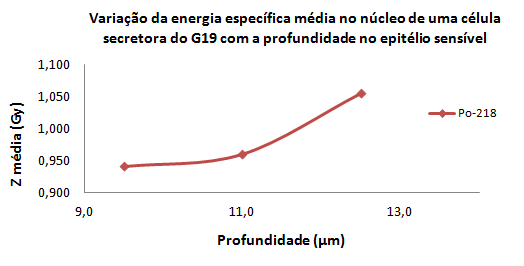 Variação da energia específica média no núcleo de uma célula
secretora do G19 com a profundidade no epitélio sensível
Z média (Gy)
1,100
1,050
1,000
0,950
0,900
9,0 11,0 13,0
Profundidade (µm)
Po-218